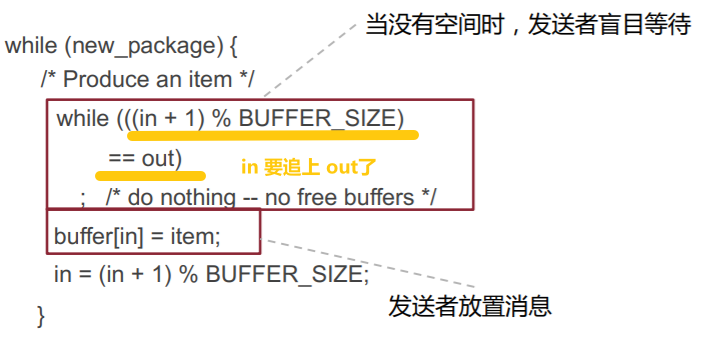 当没有空间时，发送者盲目等待
while (new_package) {
/* Produce an item */
while (((in + 1) % BUFFER_SIZE)
== out)
in 要追上 out了
; /* do nothing -- no free buffers */
buffer[in] = item;
in = (in + 1) % BUFFER_SIZE;
发送者放置消息
}